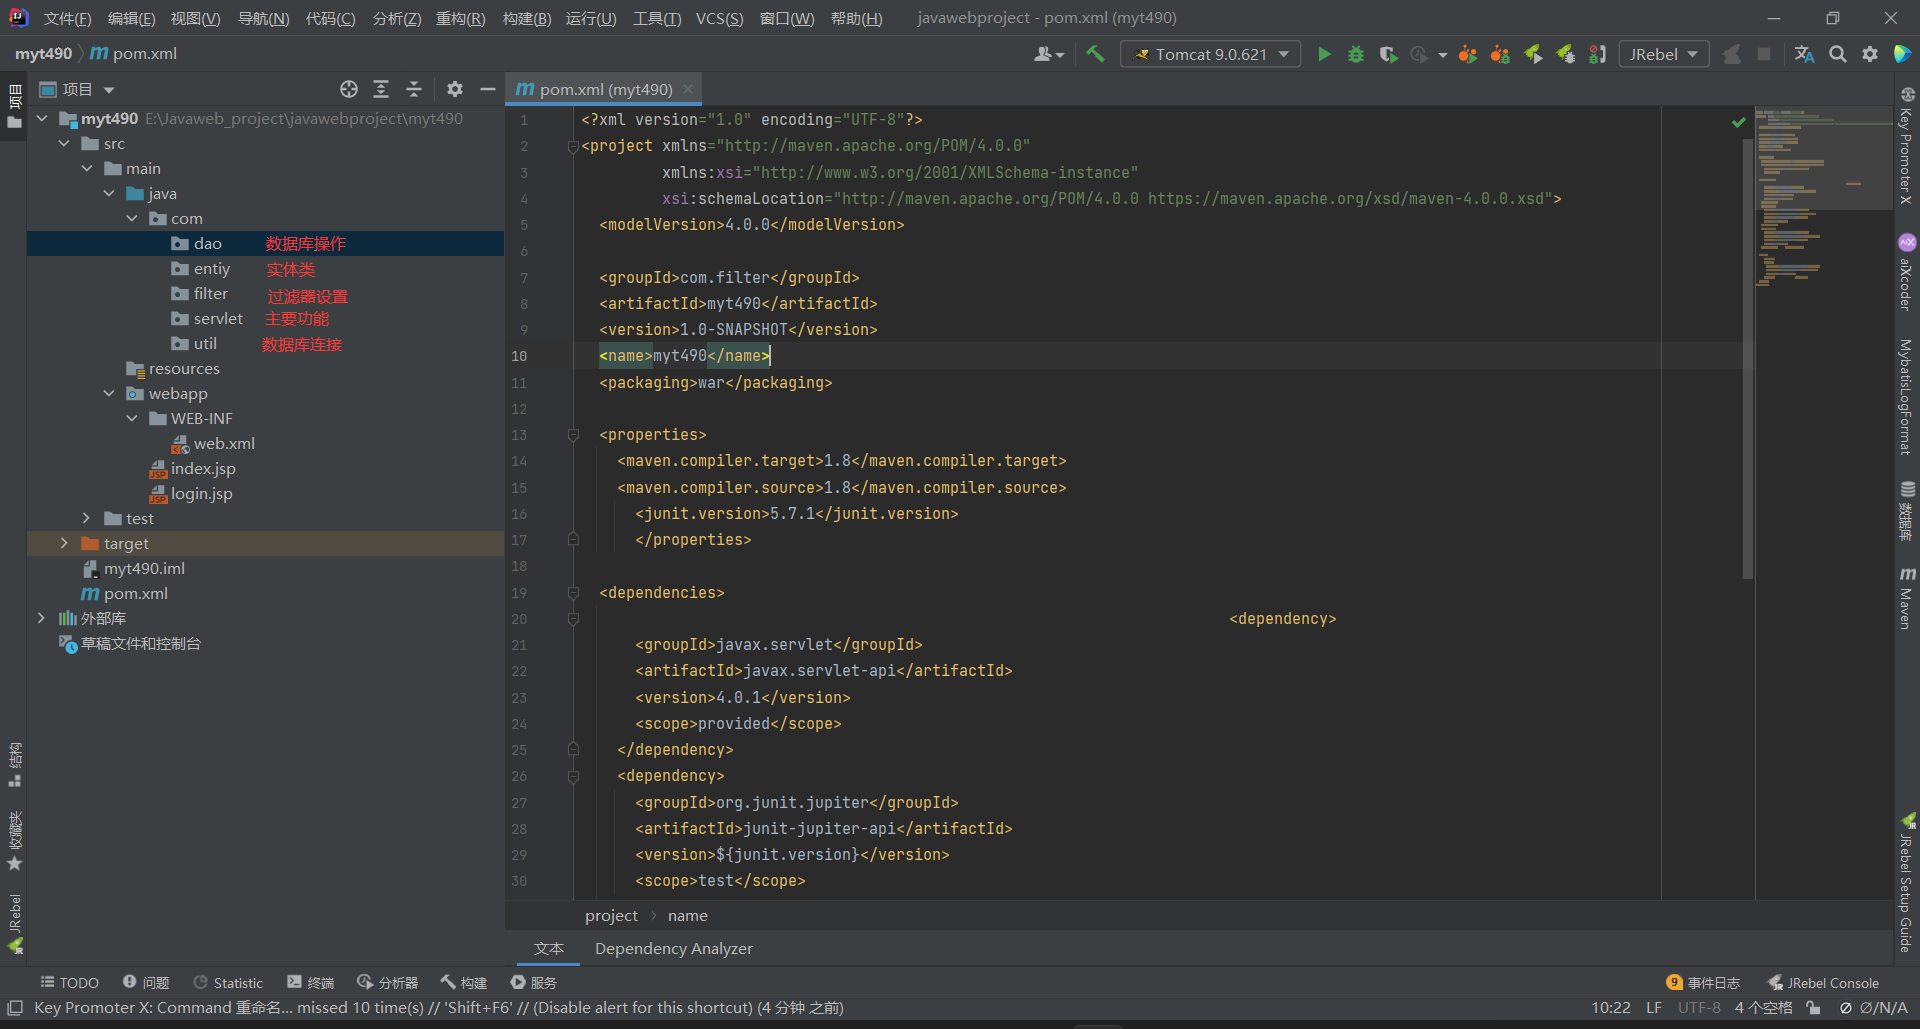 文件(F) 编辑(E) 视图(V) 导航(N) 代码(C) 分析(Z) 重构(R) 构建(B) 运行(U) 工具(T) VCS(S) 窗口(W) 帮助(H) javawebproject - pom.xml (myt490)
myt490 pom.xml Tomcat 9.0.621 JRebel
项目
pom.xml (myt490)
myt490 E:\Javaweb_project\javawebproject\myt490
src
main
java
com
dao 数据库操作
entiy 实体类
filter 过滤器设置
servlet 主要功能
util 数据库连接
resources
webapp
WEB-INF
web.xml
index.jsp
login.jsp
test
target
myt490.iml
pom.xml
外部库
草稿文件和控制台
项目
结构
收藏夹
JRebel
1 <?xml version="1.0" encoding="UTF-8"?>
2 <project xmlns="http://maven.apache.org/POM/4.0.0"
3 xmlns:xsi="http://www.w3.org/2001/XMLSchema-instance"
4 xsi:schemaLocation="http://maven.apache.org/POM/4.0.0 https://maven.apache.org/xsd/maven-4.0.0.xsd">
5 <modelVersion>4.0.0</modelVersion>
6
7 <groupId>com.filter</groupId>
8 <artifactId>myt490</artifactId>
9 <version>1.0-SNAPSHOT</version>
10 <name>myt490</name>
11 <packaging>war</packaging>
12
13 <properties>
14 <maven.compiler.target>1.8</maven.compiler.target>
15 <maven.compiler.source>1.8</maven.compiler.source>
16 <junit.version>5.7.1</junit.version>
17 </properties>
18
19 <dependencies>
20 <dependency>
21 <groupId>javax.servlet</groupId>
22 <artifactId>javax.servlet-api</artifactId>
23 <version>4.0.1</version>
24 <scope>provided</scope>
25 </dependency>
26 <dependency>
27 <groupId>org.junit.jupiter</groupId>
28 <artifactId>junit-jupiter-api</artifactId>
29 <version>${junit.version}</version>
30 <scope>test</scope>
project › name
文本 Dependency Analyzer
Key Promoter X
aiXcoder
MybatisLogFormat
数据库
Maven
JRebel Setup Guide
TODO 问题 Statistic 终端 分析器 构建 服务 9 事件日志 JRebel Console
Key Promoter X: Command 重命名... missed 10 time(s) // 'Shift+F6' // (Disable alert for this shortcut) (4 分钟 之前) 10:22 LF UTF-8 4 个空格 ∅/N/A